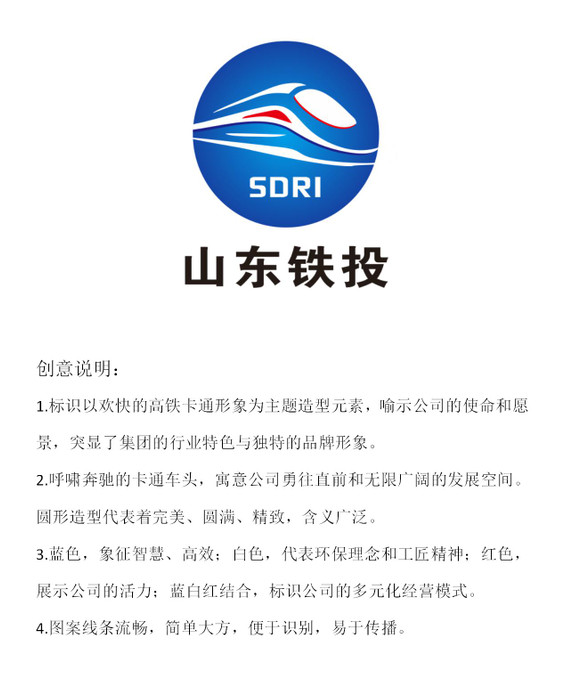 SDRI
山东铁投
创意说明：
1.标识以欢快的高铁卡通形象为主题造型元素，喻示公司的使命和愿
景，突显了集团的行业特色与独特的品牌形象。
2.呼啸奔驰的卡通车头，寓意公司勇往直前和无限广阔的发展空间。
圆形造型代表着完美、圆满、精致，含义广泛。
3.蓝色，象征智慧、高效；白色，代表环保理念和工匠精神；红色，
展示公司的活力；蓝白红结合，标识公司的多元化经营模式。
4.图案线条流畅，简单大方，便于识别，易于传播。